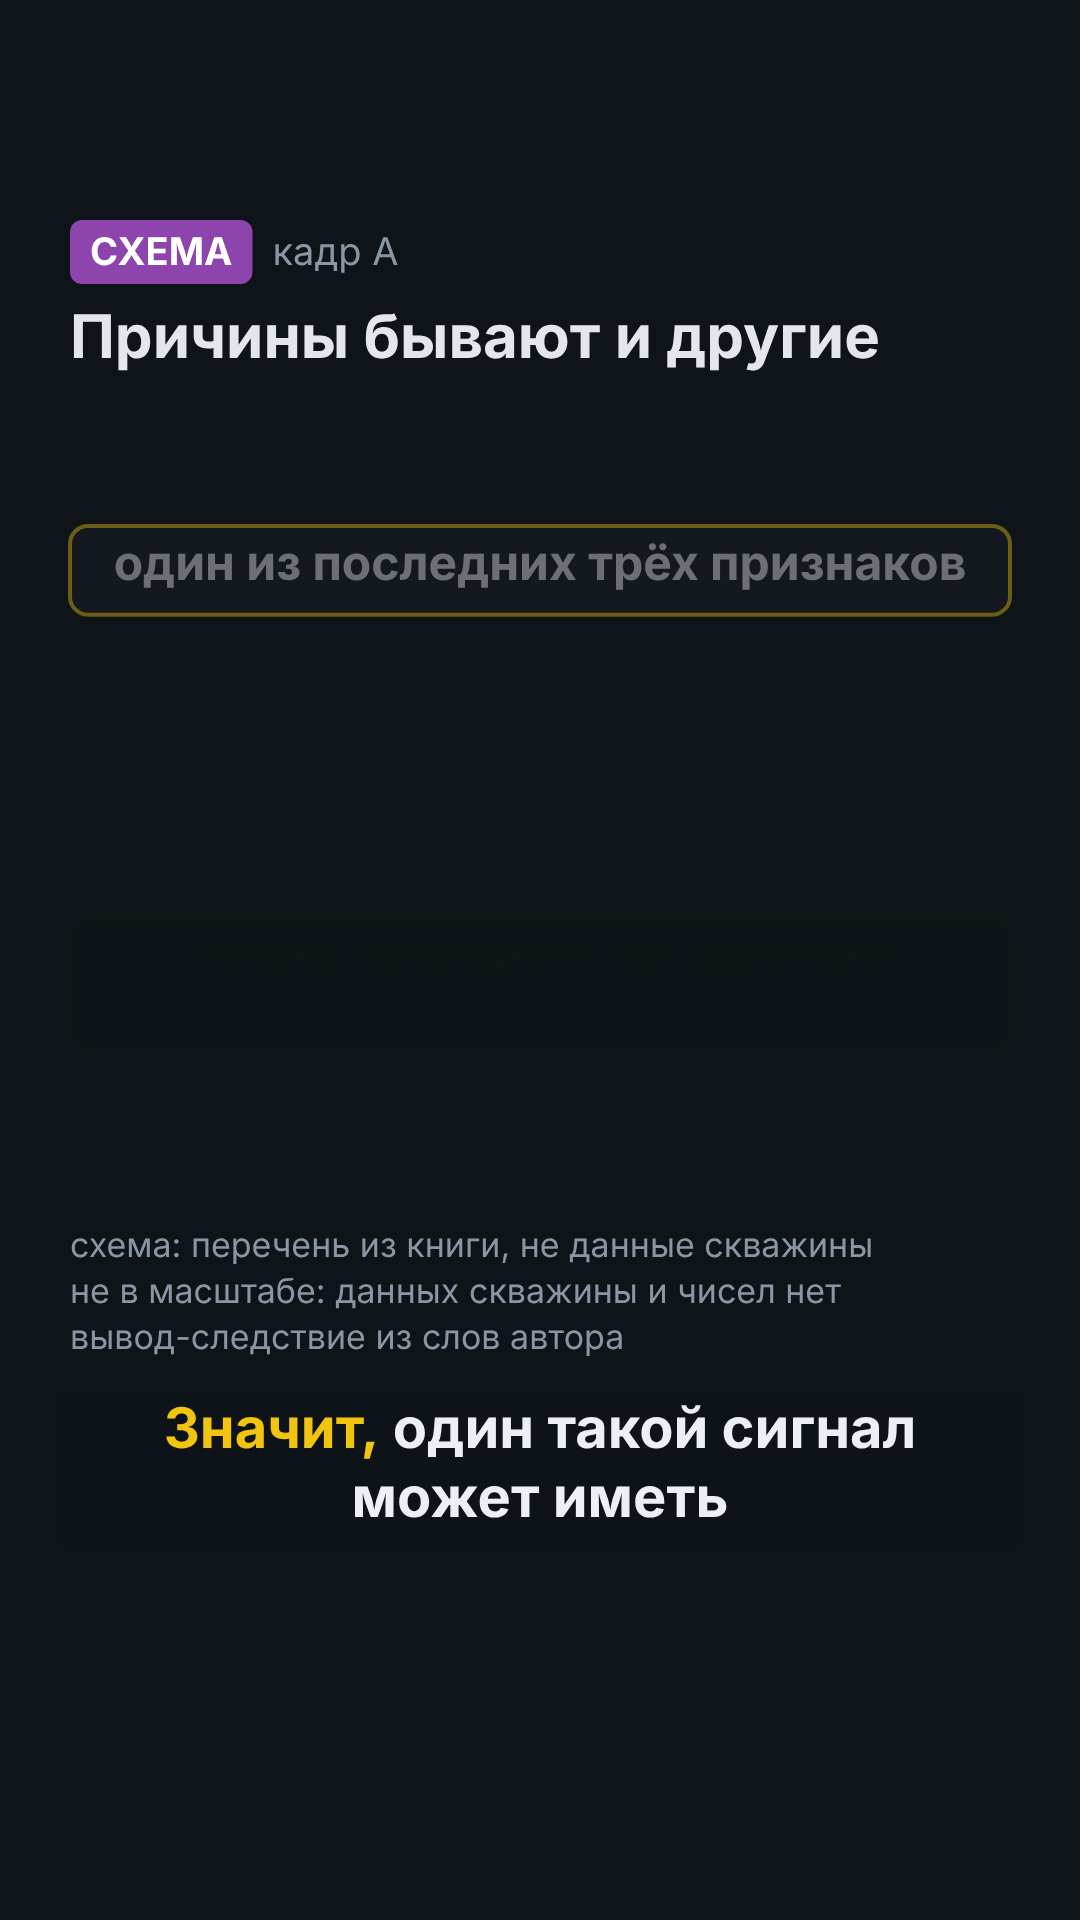 СХЕМА кадр А
Причины бывают и другие
один из последних трёх признаков
схема: перечень из книги, не данные скважины
не в масштабе: данных скважины и чисел нет
вывод-следствие из слов автора
Значит, один такой сигнал
может иметь